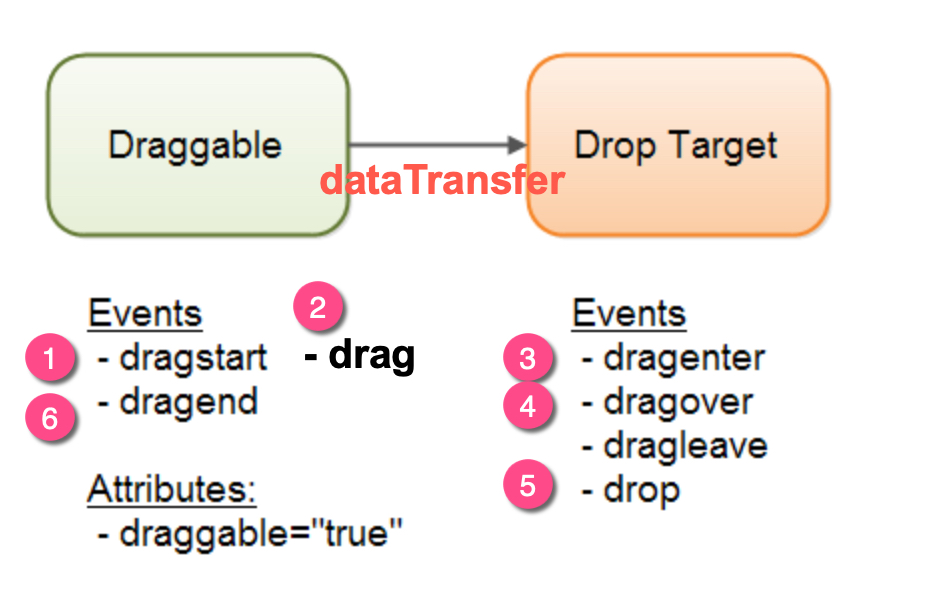 Draggable
Drop Target
dataTransfer
Events
1 - dragstart
2
- drag
6 - dragend
Attributes:
- draggable="true"
Events
3 - dragenter
4 - dragover
- dragleave
5 - drop